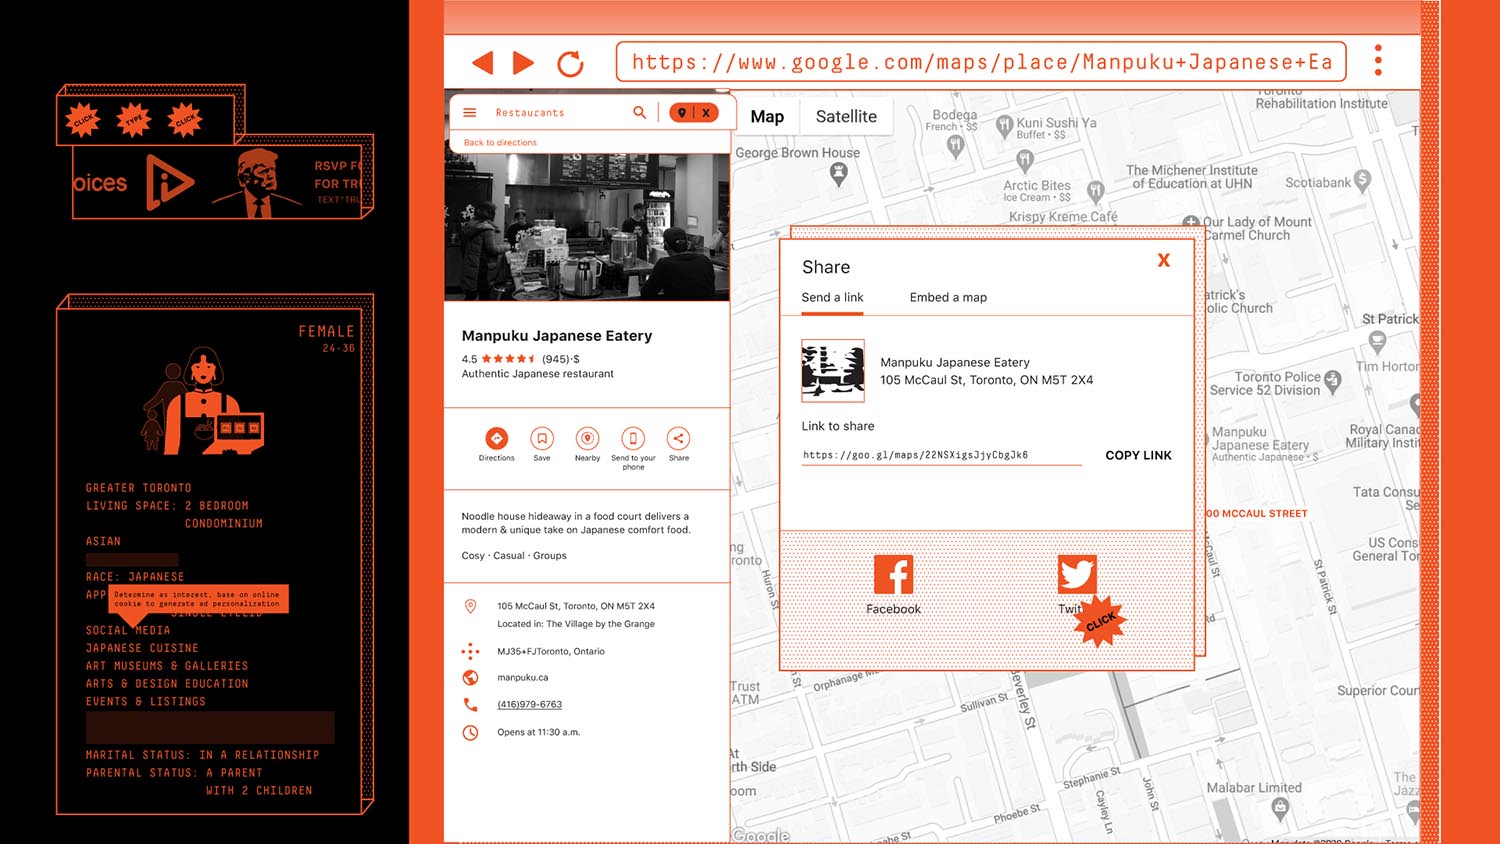 CLICK
TYPE
CLICK
oices
RSVP FO
FOR TRU
TEXT"TRU
FEMALE
24-36
GREATER TORONTO
LIVING SPACE: 2 BEDROOM
CONDOMINIUM
ASIAN
RACE: JAPANESE
APP
Determine as interest, base on online
cookie to generate ad personalization
SINGLE EYELID
SOCIAL MEDIA
JAPANESE CUISINE
ART MUSEUMS & GALLERIES
ARTS & DESIGN EDUCATION
EVENTS & LISTINGS
MARITAL STATUS: IN A RELATIONSHIP
PARENTAL STATUS: A PARENT
WITH 2 CHILDREN
https://www.google.com/maps/place/Manpuku+Japanese+Ea
Restaurants
X
Back to directions
Manpuku Japanese Eatery
4.5 (945)·$
Authentic Japanese restaurant
Directions
Save
Nearby
Send to your
phone
Share
Noodle house hideaway in a food court delivers a
modern & unique take on Japanese comfort food.
Cosy · Casual · Groups
105 McCaul St, Toronto, ON M5T 2X4
Located in: The Village by the Grange
MJ35+FJToronto, Ontario
manpuku.ca
(416)979-6763
Opens at 11:30 a.m.
Map
Satellite
Toronto
Rehabilitation Institute
Bodega
French · $$
Kuni Sushi Ya
Buffet · $$
George Brown House
Arctic Bites
Ice Cream · $$
The Michener Institute
of Education at UHN
Scotiabank
Krispy Kreme Café
Our Lady of Mount
Carmel Church
Share
X
Send a link
Embed a map
Manpuku Japanese Eatery
105 McCaul St, Toronto, ON M5T 2X4
Link to share
https://goo.gl/maps/22NSXigsJjyCbgJk6
COPY LINK
Facebook
Twit
CLICK
atrick's
olic Church
St Patrick
Tim Horto
Toronto Police
Service 52 Division
Manpuku
Japanese Eatery
Authentic Japanese · $
Royal Canad
Military Instit
Tata Consu
Se
00 MCCAUL STREET
US Cons
General To
ng
oronto
Huron St
McCaul St
St Patrick St
Rd
Trust
ATM
Orphanage M
Sullivan St
Beverley St
Superior Cour
At
rth Side
oom
Stephanie St
John St
Cayley Ln
Phoebe St
Bulwer St
Malabar Limited
The
Jazz
Google